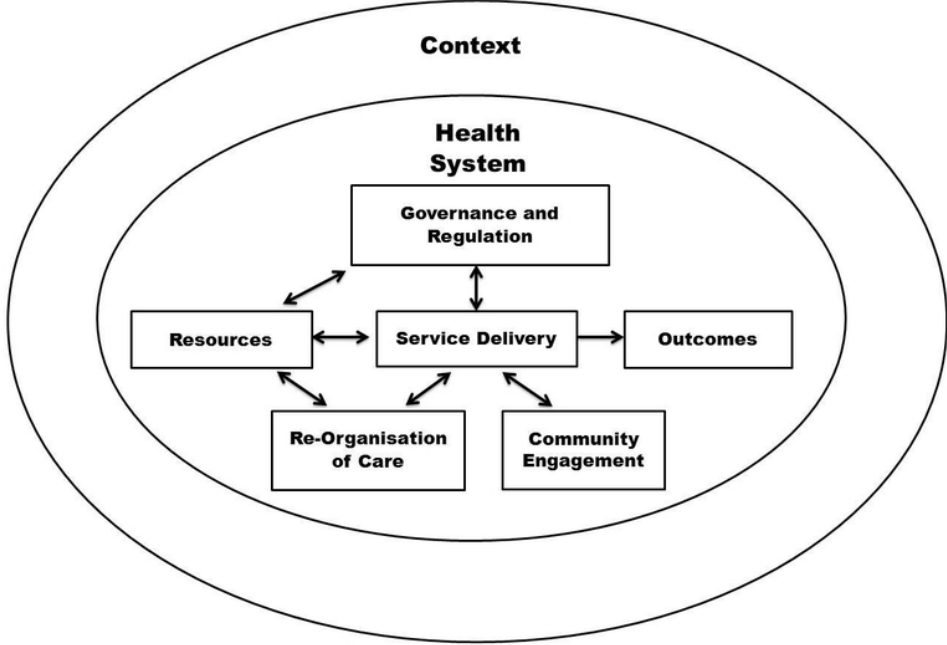 Context
Health
System
Governance and
Regulation
Resources
Service Delivery
Outcomes
Re-Organisation
of Care
Community
Engagement